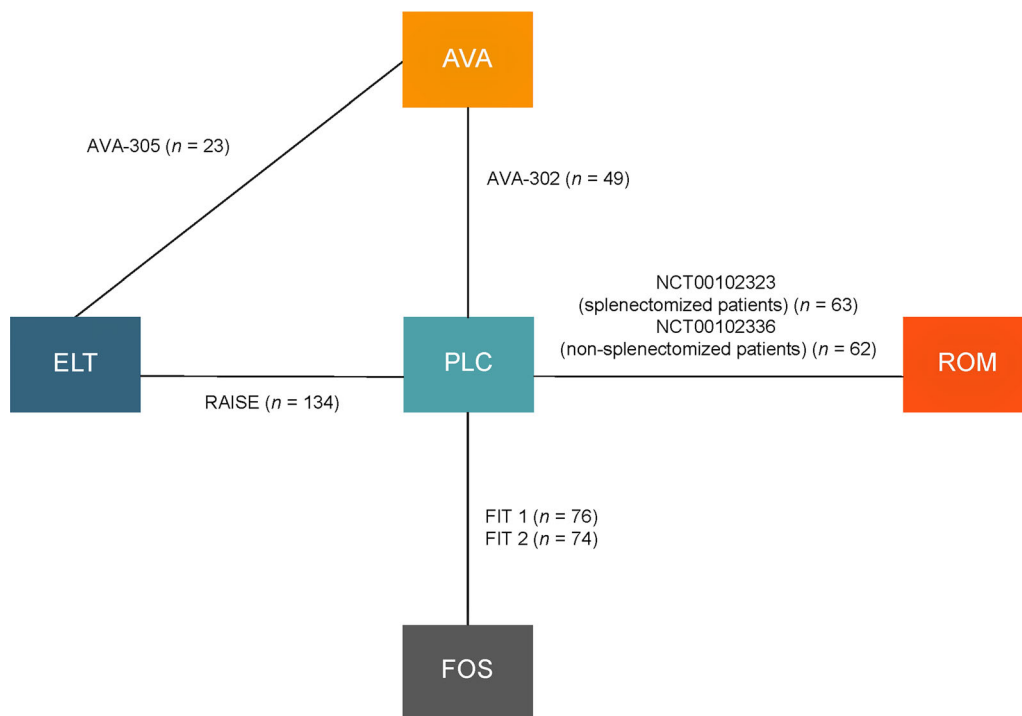 AVA
AVA-305 (n = 23)
AVA-302 (n = 49)
NCT00102323
(splenectomized patients) (n = 63)
NCT00102336
(non-splenectomized patients) (n = 62)
ELT
PLC
ROM
RAISE (n = 134)
FIT 1 (n = 76)
FIT 2 (n = 74)
FOS